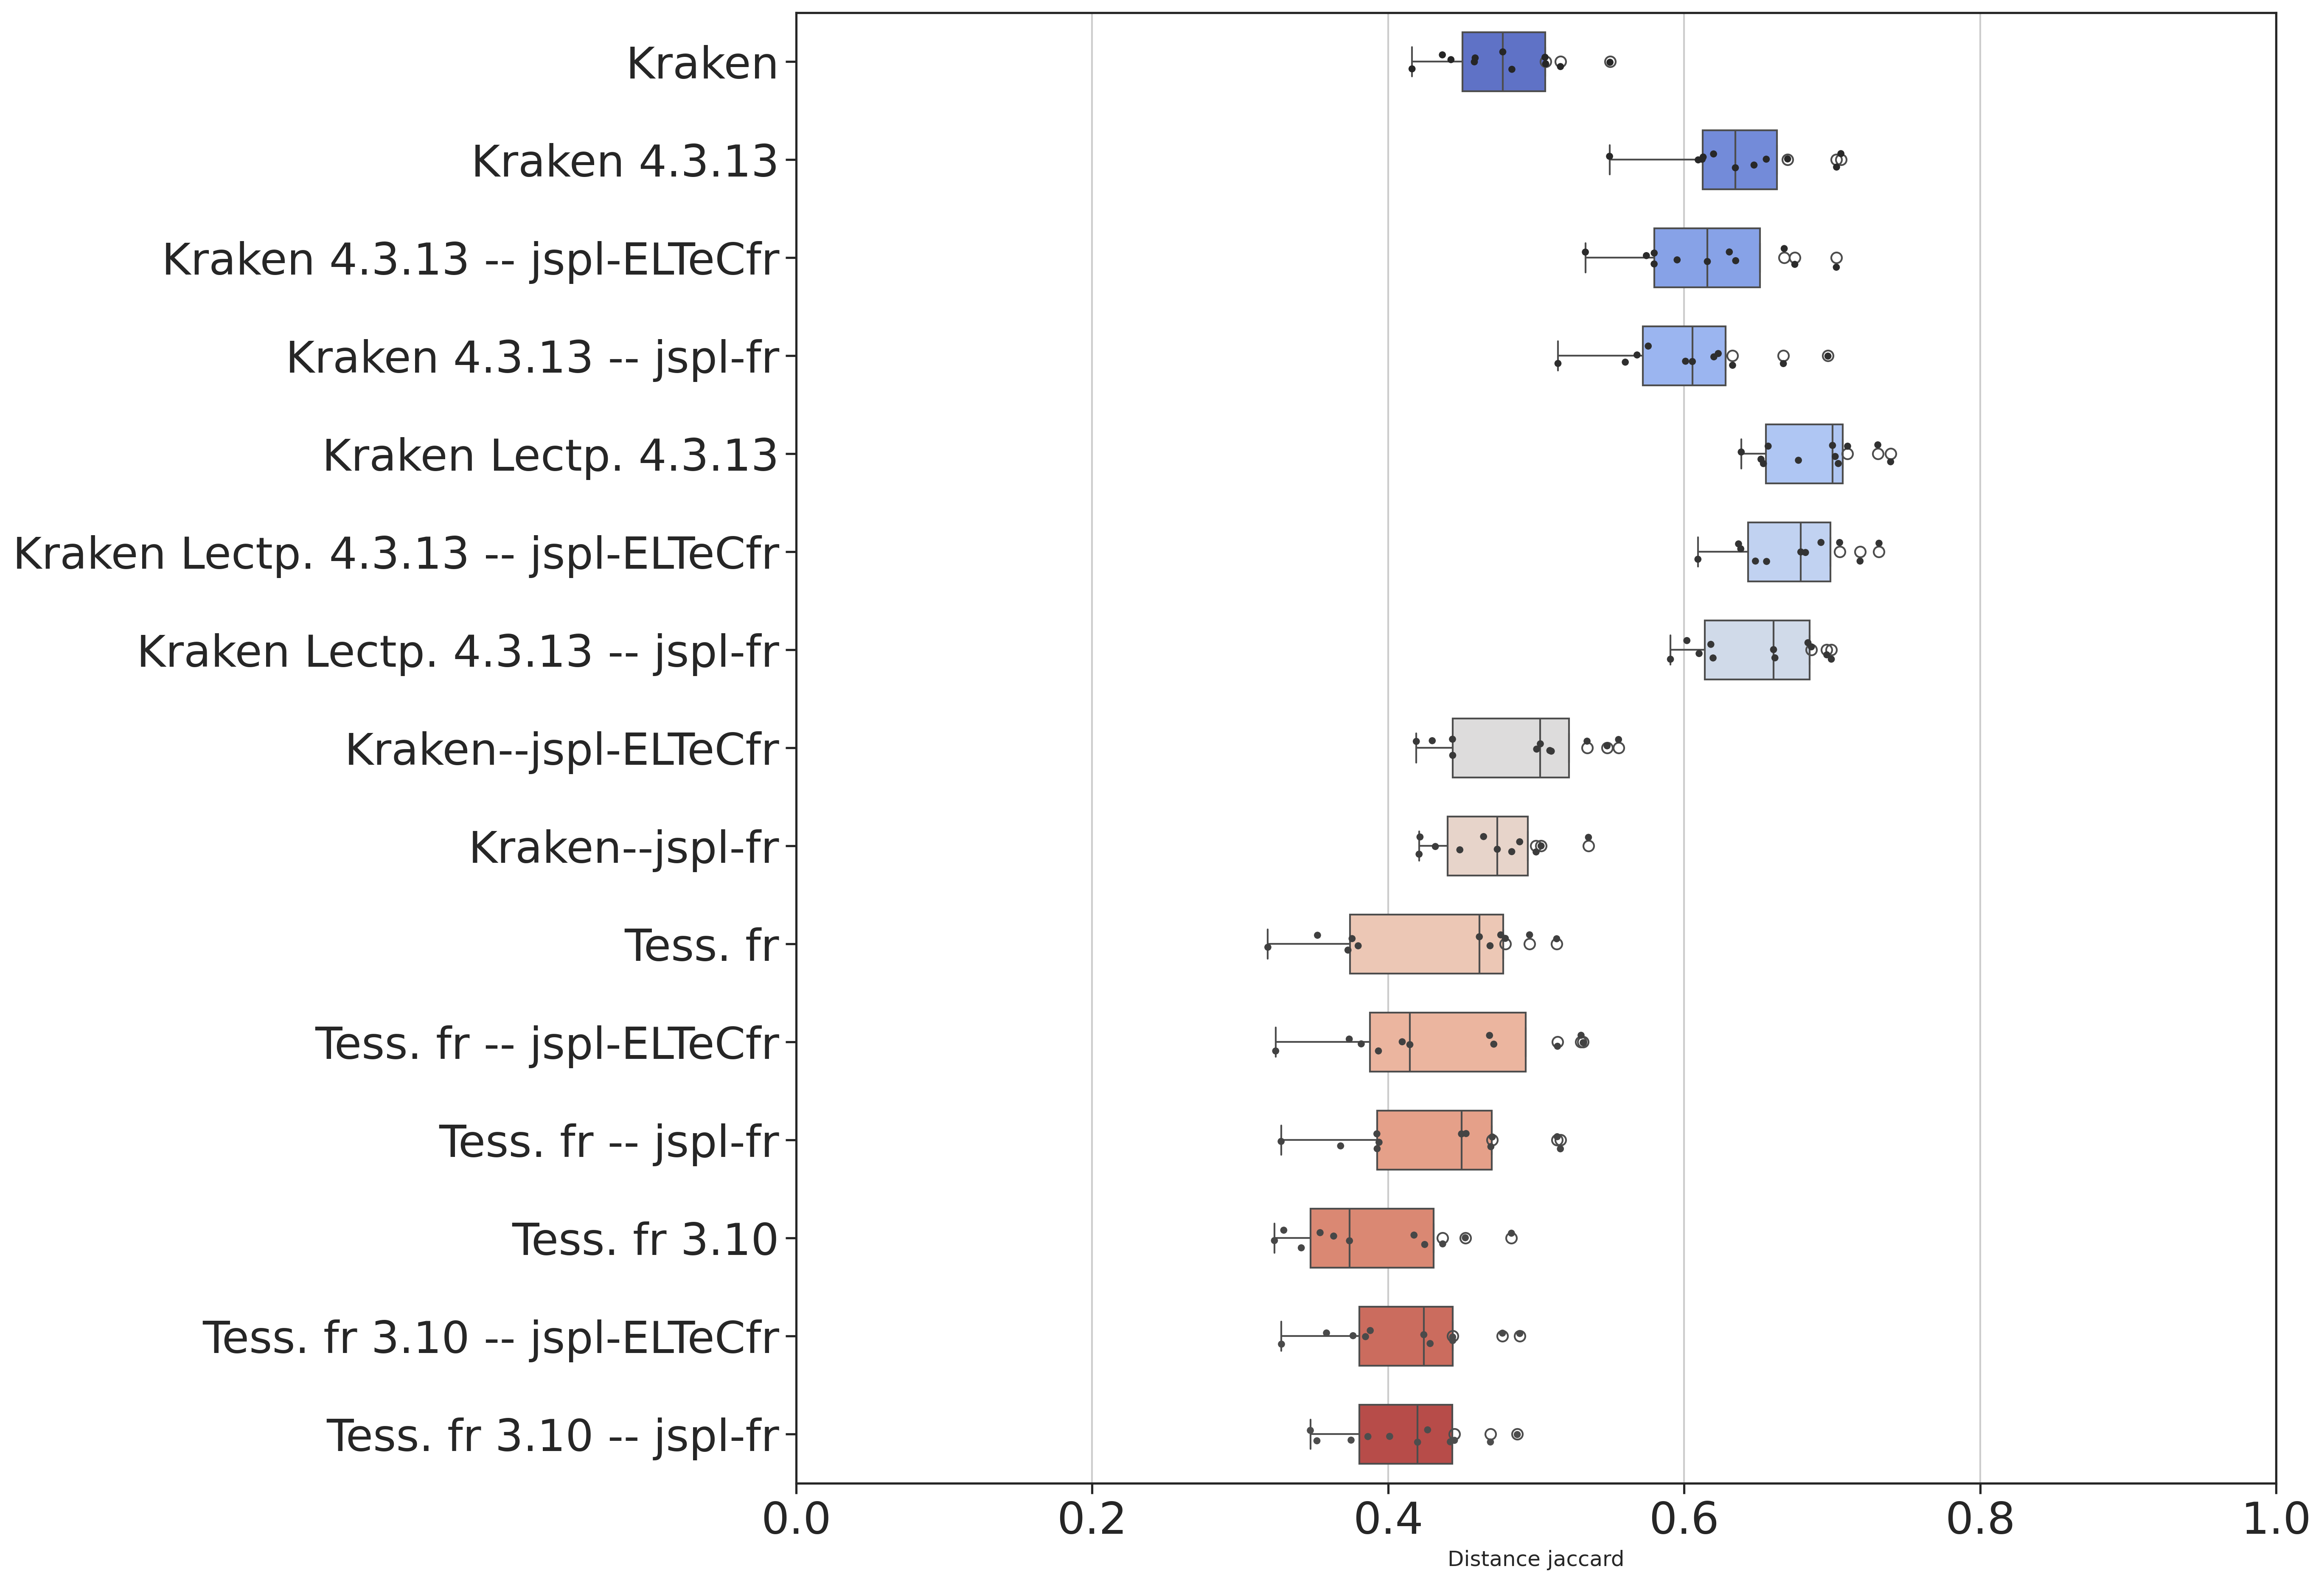 Kraken
Kraken 4.3.13
Kraken 4.3.13 -- jspl-ELTeCfr
Kraken 4.3.13 -- jspl-fr
Kraken Lectp. 4.3.13
Kraken Lectp. 4.3.13 -- jspl-ELTeCfr
Kraken Lectp. 4.3.13 -- jspl-fr
Kraken--jspl-ELTeCfr
Kraken--jspl-fr
Tess. fr
Tess. fr -- jspl-ELTeCfr
Tess. fr -- jspl-fr
Tess. fr 3.10
Tess. fr 3.10 -- jspl-ELTeCfr
Tess. fr 3.10 -- jspl-fr
0.0 0.2 0.4 0.6 0.8 1.0
Distance jaccard